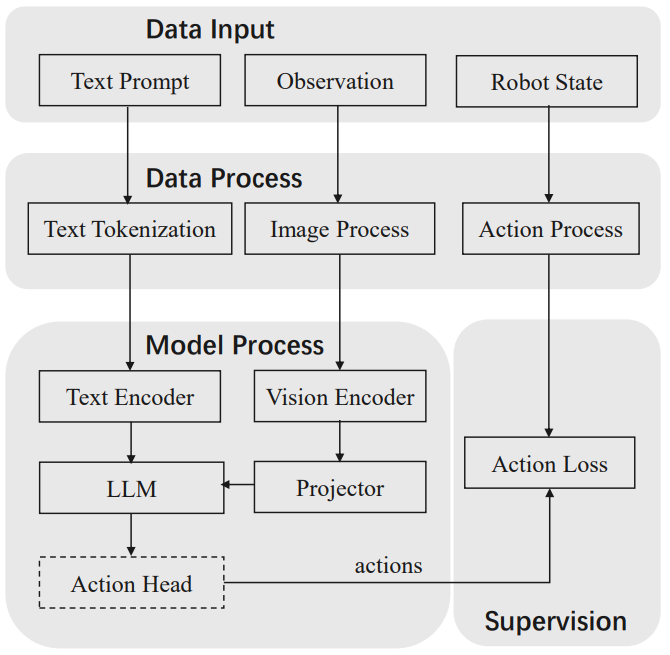 Data Input
Text Prompt
Observation
Robot State
Data Process
Text Tokenization
Image Process
Action Process
Model Process
Text Encoder
Vision Encoder
LLM
Projector
Action Loss
Action Head
actions
Supervision